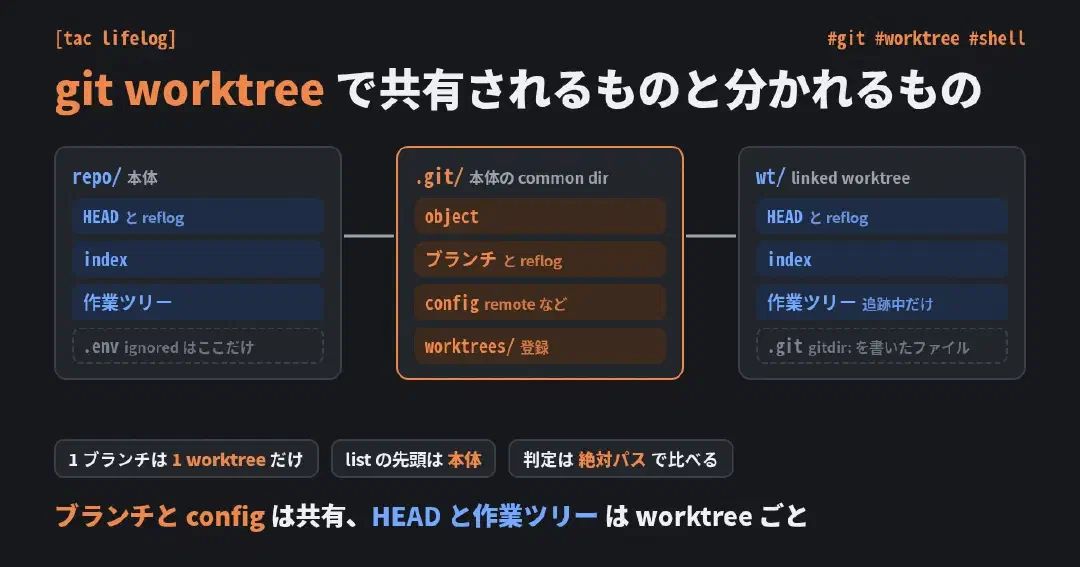 [tac lifelog]
#git #worktree #shell
git worktree で共有されるものと分かれるもの
repo/ 本体
HEAD と reflog
index
作業ツリー
.env ignored はここだけ
.git/ 本体の common dir
object
ブランチ と reflog
config remote など
worktrees/ 登録
wt/ linked worktree
HEAD と reflog
index
作業ツリー 追跡中だけ
.git gitdir: を書いたファイル
1 ブランチは 1 worktree だけ
list の先頭は 本体
判定は 絶対パス で比べる
ブランチと config は共有、HEAD と作業ツリー は worktree ごと